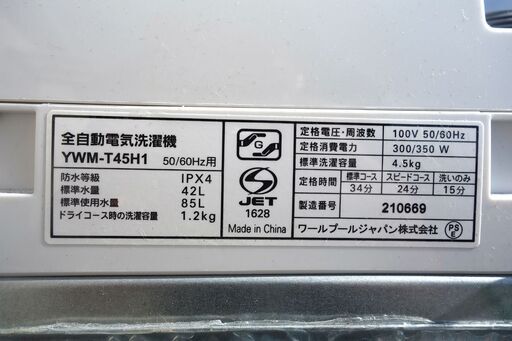 全自動電気洗濯機
YWM-T45H1 50/60Hz用
防水等級 IPX4
標準水量 42L
標準使用水量 85L
ドライコース時の洗濯容量 1.2kg
G
S
JET
1628
Made in China
定格電圧・周波数 100V 50/60Hz
定格消費電力 300/350 W
標準洗濯容量 4.5kg
定格時間 標準コース スピードコース 洗いのみ
34分 24分 15分
製造番号 210669
ワールプールジャパン株式会社
PS
E